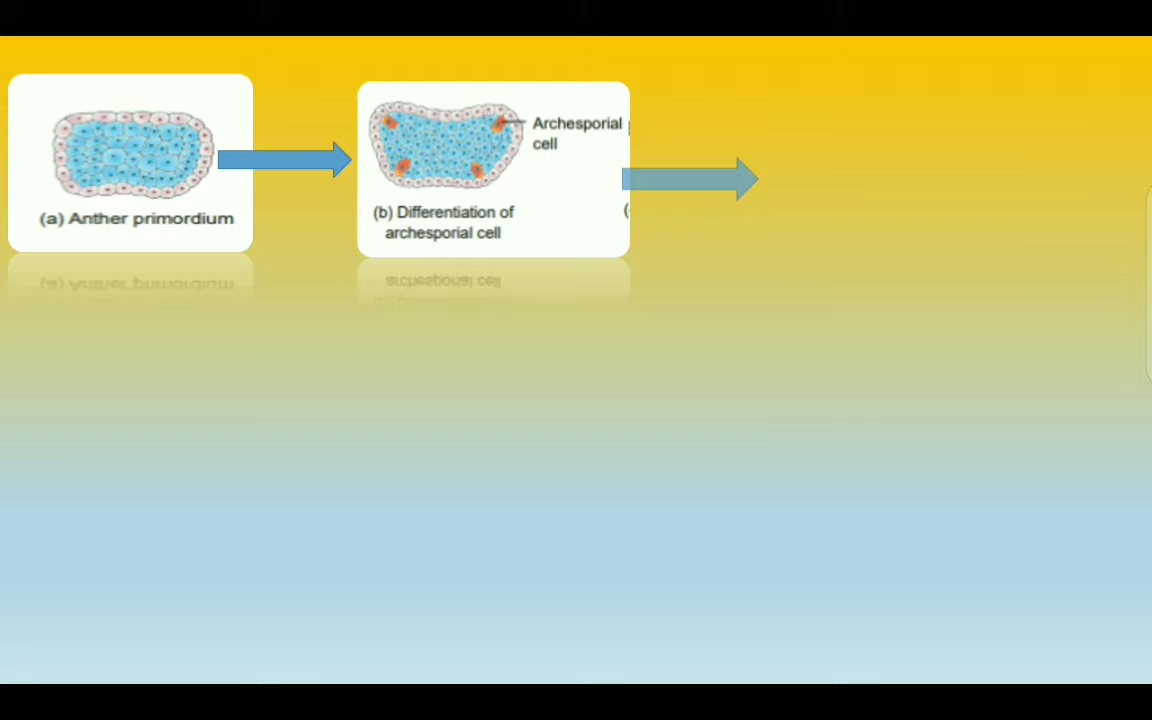 Archesporial
cell
(a) Anther primordium
(b) Differentiation of
archesporial cell
(